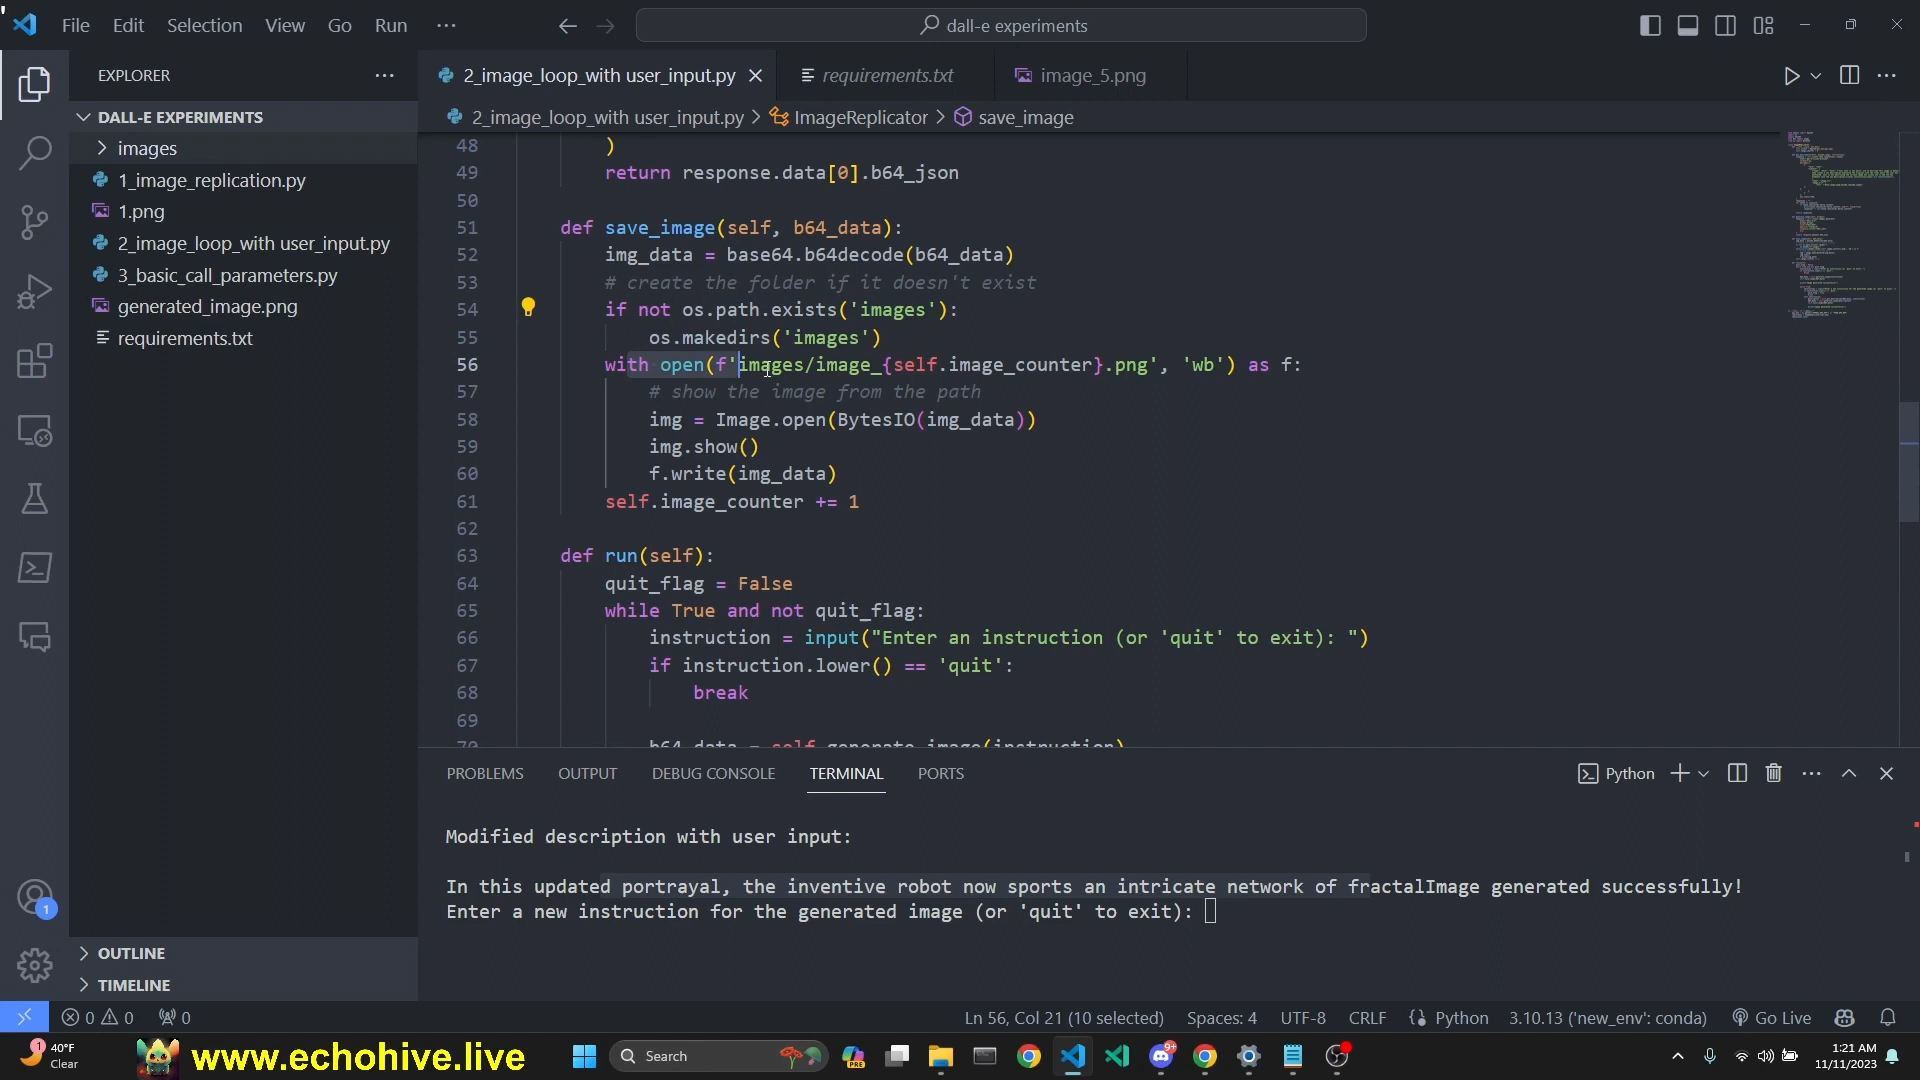 File Edit Selection View Go Run ···
dall-e experiments
EXPLORER
2_image_loop_with user_input.py
requirements.txt
image_5.png
DALL-E EXPERIMENTS
images
1_image_replication.py
1.png
2_image_loop_with user_input.py
3_basic_call_parameters.py
generated_image.png
requirements.txt
OUTLINE
TIMELINE
2_image_loop_with user_input.py > ImageReplicator > save_image
48 )
49 return response.data[0].b64_json
50
51 def save_image(self, b64_data):
52 img_data = base64.b64decode(b64_data)
53 # create the folder if it doesn't exist
54 if not os.path.exists('images'):
55 os.makedirs('images')
56 with open(f'images/image_{self.image_counter}.png', 'wb') as f:
57 # show the image from the path
58 img = Image.open(BytesIO(img_data))
59 img.show()
60 f.write(img_data)
61 self.image_counter += 1
62
63 def run(self):
64 quit_flag = False
65 while True and not quit_flag:
66 instruction = input("Enter an instruction (or 'quit' to exit): ")
67 if instruction.lower() == 'quit':
68 break
69
70 b64_data = self.generate_image(instruction)
PROBLEMS OUTPUT DEBUG CONSOLE TERMINAL PORTS
Python
Modified description with user input:
In this updated portrayal, the inventive robot now sports an intricate network of fractalImage generated successfully!
Enter a new instruction for the generated image (or 'quit' to exit):
1
0 0 0
Ln 56, Col 21 (10 selected) Spaces: 4 UTF-8 CRLF Python 3.10.13 ('new_env': conda) Go Live
1
40°F
Clear
www.echohive.live
Search
PRE
9+
1:21 AM
11/11/2023